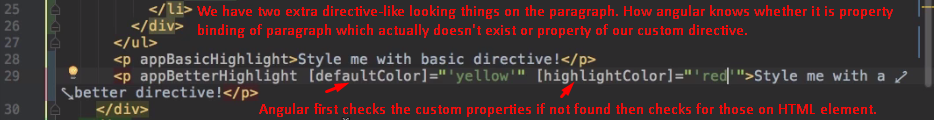 25 </li> We have two extra directive-like looking things on the paragraph. How angular knows whether it is property
26 </div> binding of paragraph which actually doesn't exist or property of our custom directive.
27 </ul>
28 <p appBasicHighlight>Style me with basic directive!</p>
29 <p appBetterHighlight [defaultColor]="'yellow'" [highlightColor]="'red'">Style me with a
better directive!</p>
Angular first checks the custom properties if not found then checks for those on HTML element.
30 </div>